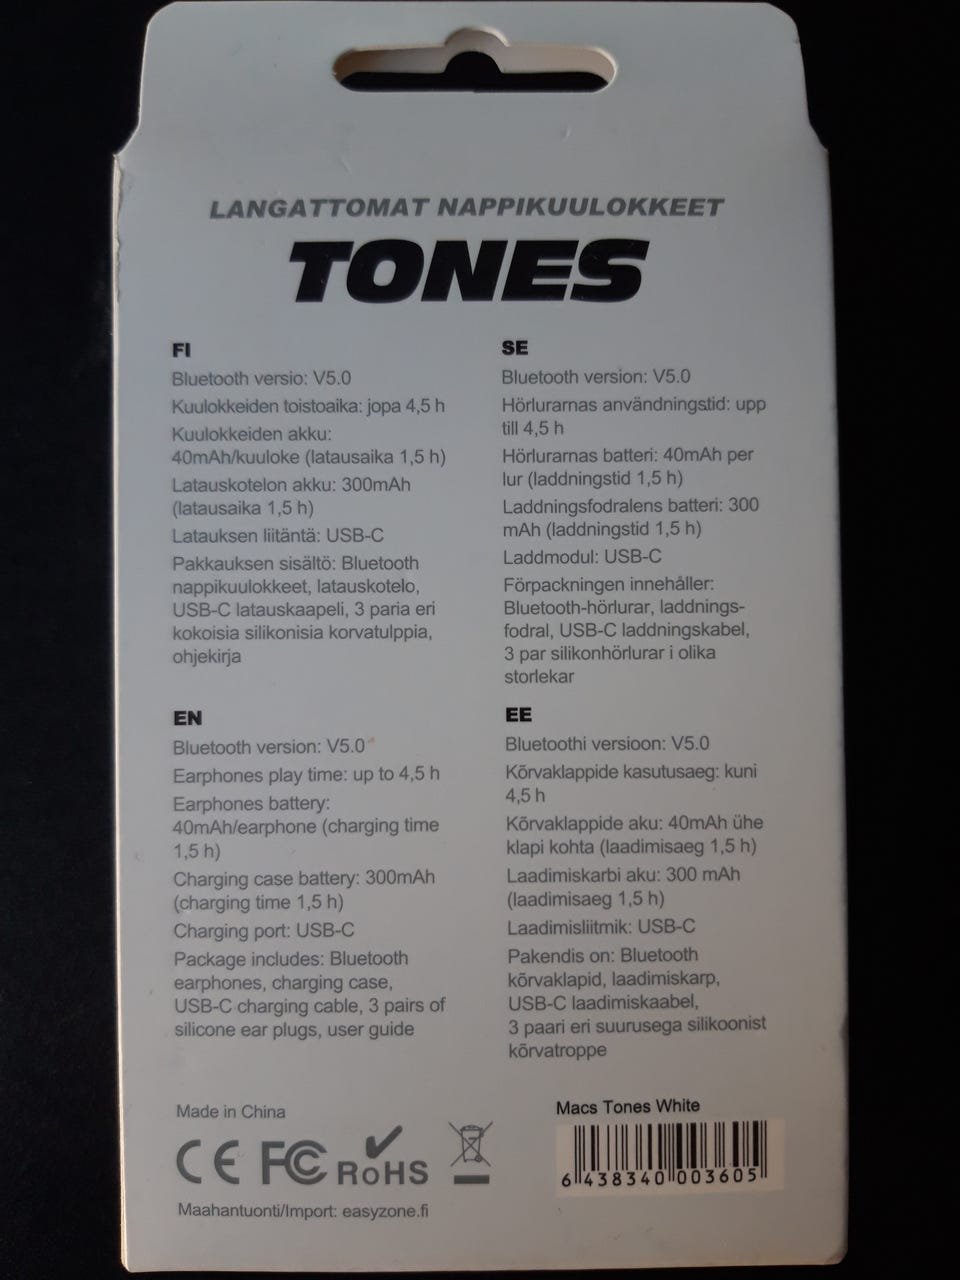 LANGATTOMAT NAPPIKUULOKKEET
TONES
FI
Bluetooth versio: V5.0
Kuulokkeiden toistoaika: jopa 4,5 h
Kuulokkeiden akku:
40mAh/kuuloke (latausaika 1,5 h)
Latauskotelon akku: 300mAh
(latausaika 1,5 h)
Latauksen liitäntä: USB-C
Pakkauksen sisältö: Bluetooth
nappikuulokkeet, latauskotelo,
USB-C latauskaapeli, 3 paria eri
kokoisia silikonisia korvatulppia,
ohjekirja
SE
Bluetooth version: V5.0
Hörlurarnas användningstid: upp
till 4,5 h
Hörlurarnas batteri: 40mAh per
lur (laddningstid 1,5 h)
Laddningsfodralens batteri: 300
mAh (laddningstid 1,5 h)
Laddmodul: USB-C
Förpackningen innehåller:
Bluetooth-hörlurar, laddnings-
fodral, USB-C laddningskabel,
3 par silikonhörlurar i olika
storlekar
EN
Bluetooth version: V5.0
Earphones play time: up to 4,5 h
Earphones battery:
40mAh/earphone (charging time
1,5 h)
Charging case battery: 300mAh
(charging time 1,5 h)
Charging port: USB-C
Package includes: Bluetooth
earphones, charging case,
USB-C charging cable, 3 pairs of
silicone ear plugs, user guide
EE
Bluetoothi versioon: V5.0
Kõrvaklappide kasutusaeg: kuni
4,5 h
Kõrvaklappide aku: 40mAh ühe
klapi kohta (laadimisaeg 1,5 h)
Laadimiskarbi aku: 300 mAh
(laadimisaeg 1,5 h)
Laadimisliitmik: USB-C
Pakendis on: Bluetooth
kõrvaklapid, laadimiskarp,
USB-C laadimiskaabel,
3 paari eri suurusega silikoonist
kõrvatroppe
Made in China
CE FC RoHS
Maahantuonti/Import: easyzone.fi
Macs Tones White
6 438340 003605